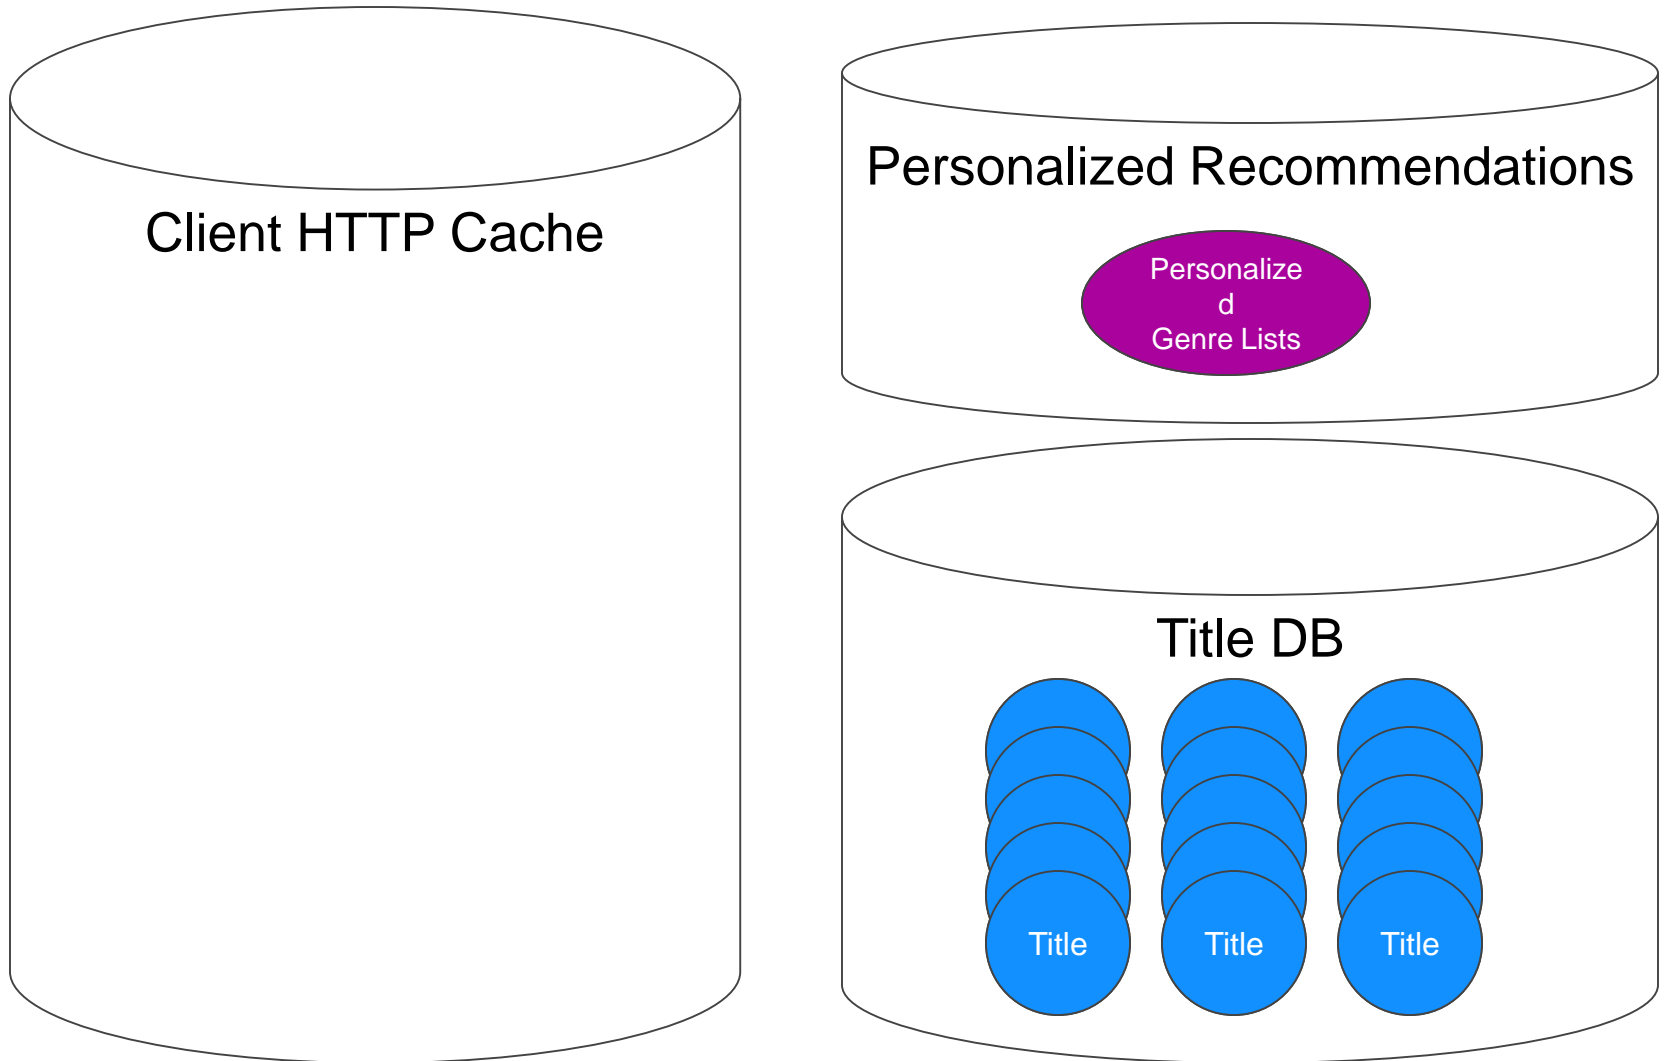 Client HTTP Cache
Personalized Recommendations
Personalize
d
Genre Lists
Title DB
Title
Title
Title